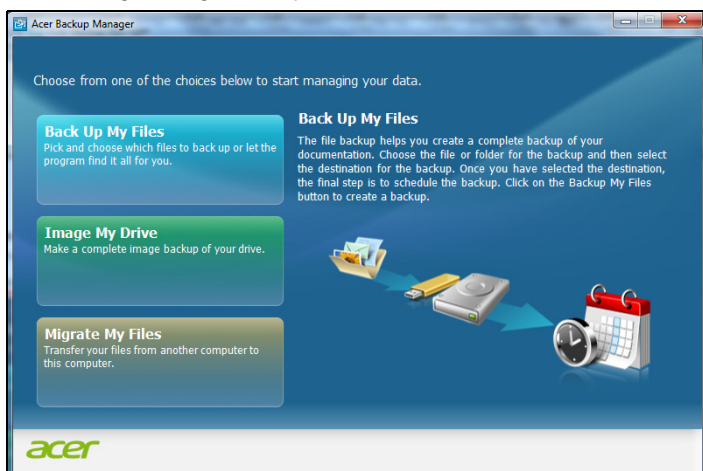 Acer Backup Manager
Choose from one of the choices below to start managing your data.
Back Up My Files
Pick and choose which files to back up or let the
program find it all for you.
Image My Drive
Make a complete image backup of your drive.
Migrate My Files
Transfer your files from another computer to
this computer.
Back Up My Files
The file backup helps you create a complete backup of your
documentation. Choose the file or folder for the backup and then select
the destination for the backup. Once you have selected the destination,
the final step is to schedule the backup. Click on the Backup My Files
button to create a backup.
acer